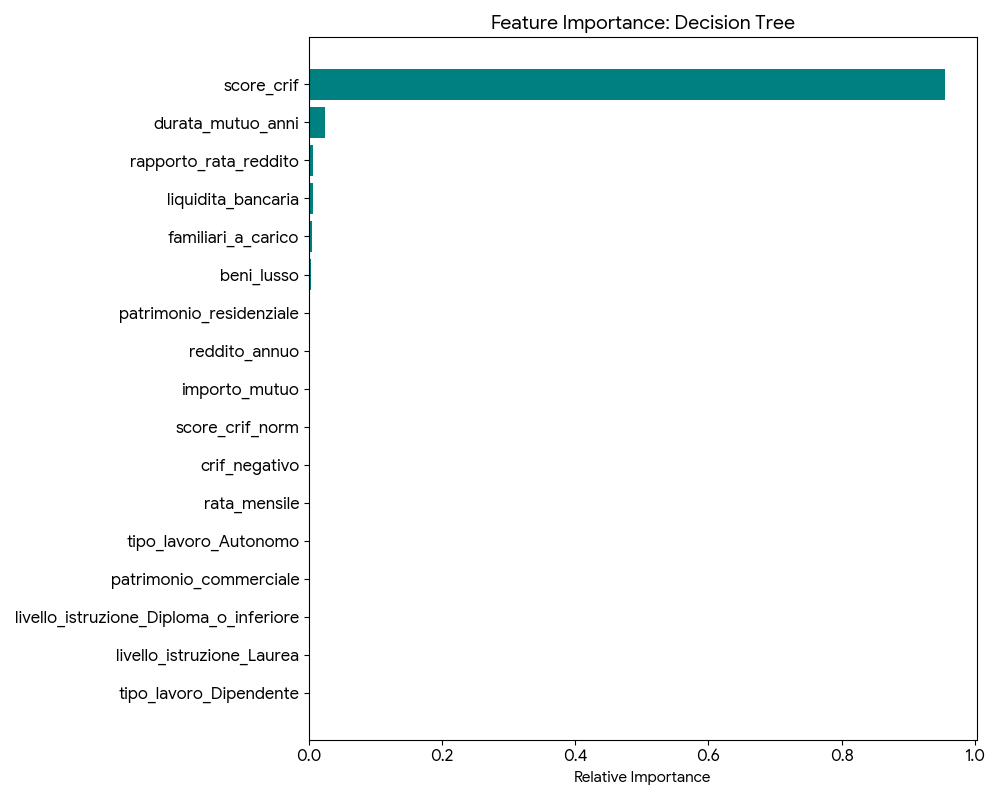 Feature Importance: Decision Tree
score_crif
durata_mutuo_anni
rapporto_rata_reddito
liquidita_bancaria
familiari_a_carico
beni_lusso
patrimonio_residenziale
reddito_annuo
importo_mutuo
score_crif_norm
crif_negativo
rata_mensile
tipo_lavoro_Autonomo
patrimonio_commerciale
livello_istruzione_Diploma_o_inferiore
livello_istruzione_Laurea
tipo_lavoro_Dipendente
0.0 0.2 0.4 0.6 0.8 1.0
Relative Importance